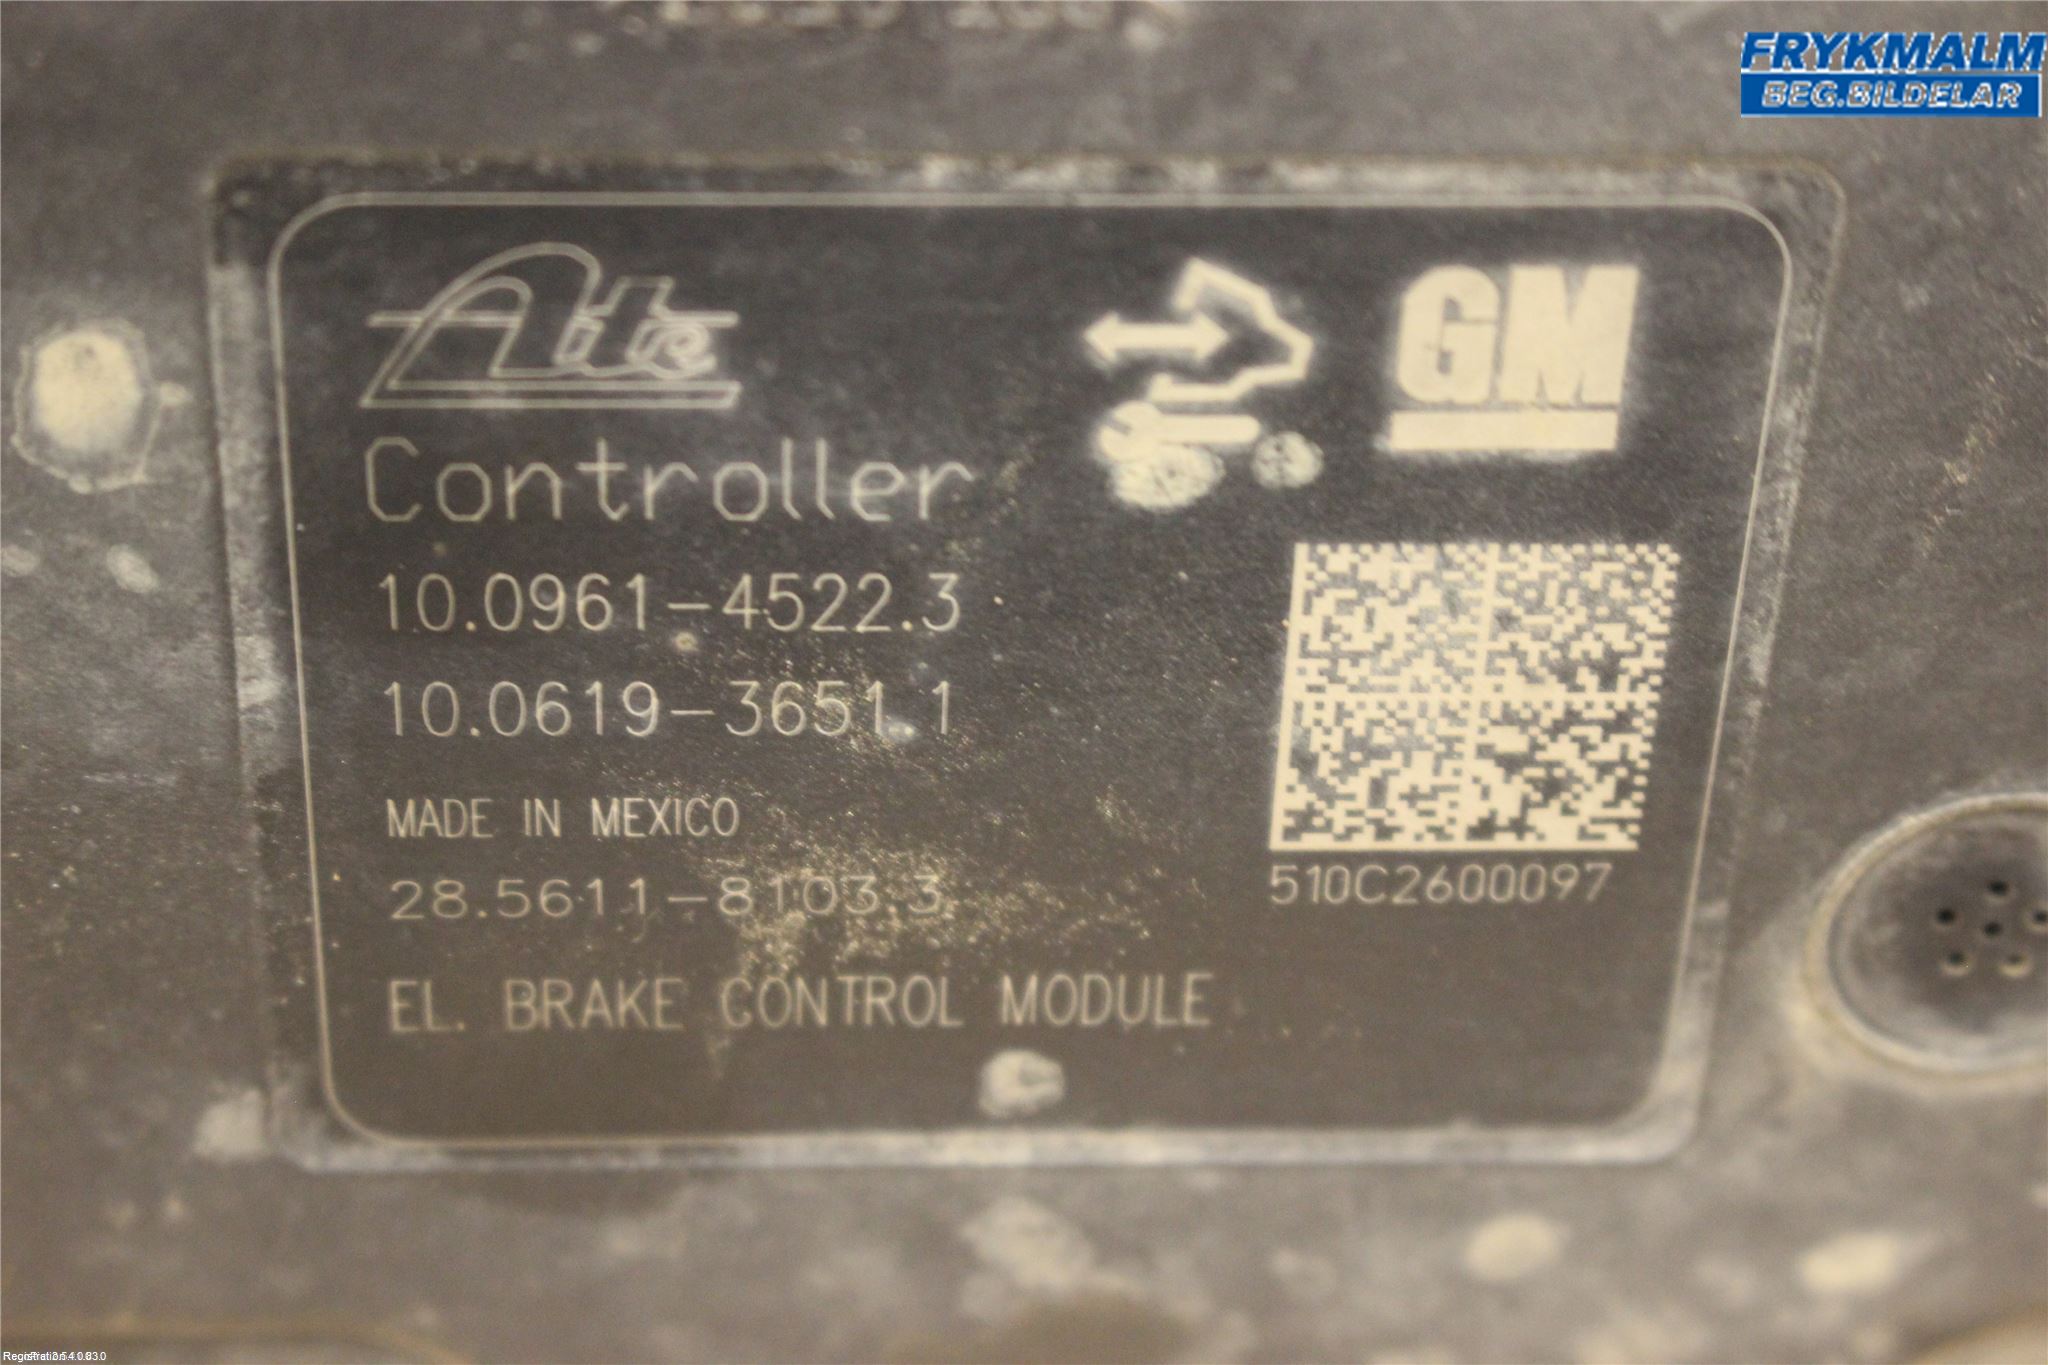 FRYKMALM
BEG.BILDELAR
Ate
GM
Controller
10.0961-4522.3
10.0619-3651.1
MADE IN MEXICO
28.5611-8103.3
510C2600097
EL. BRAKE CONTROL MODULE